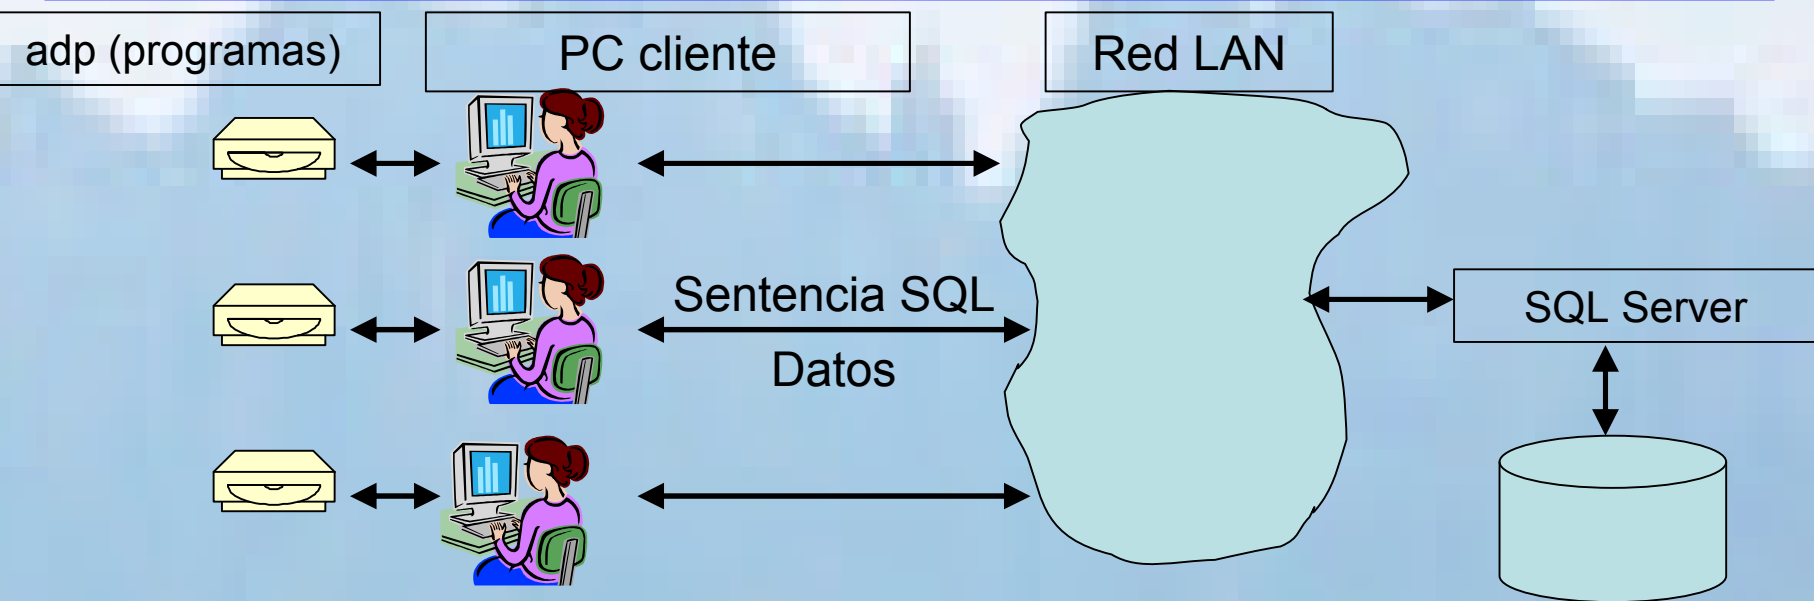 adp (programas)
PC cliente
Red LAN
Sentencia SQL
Datos
SQL Server